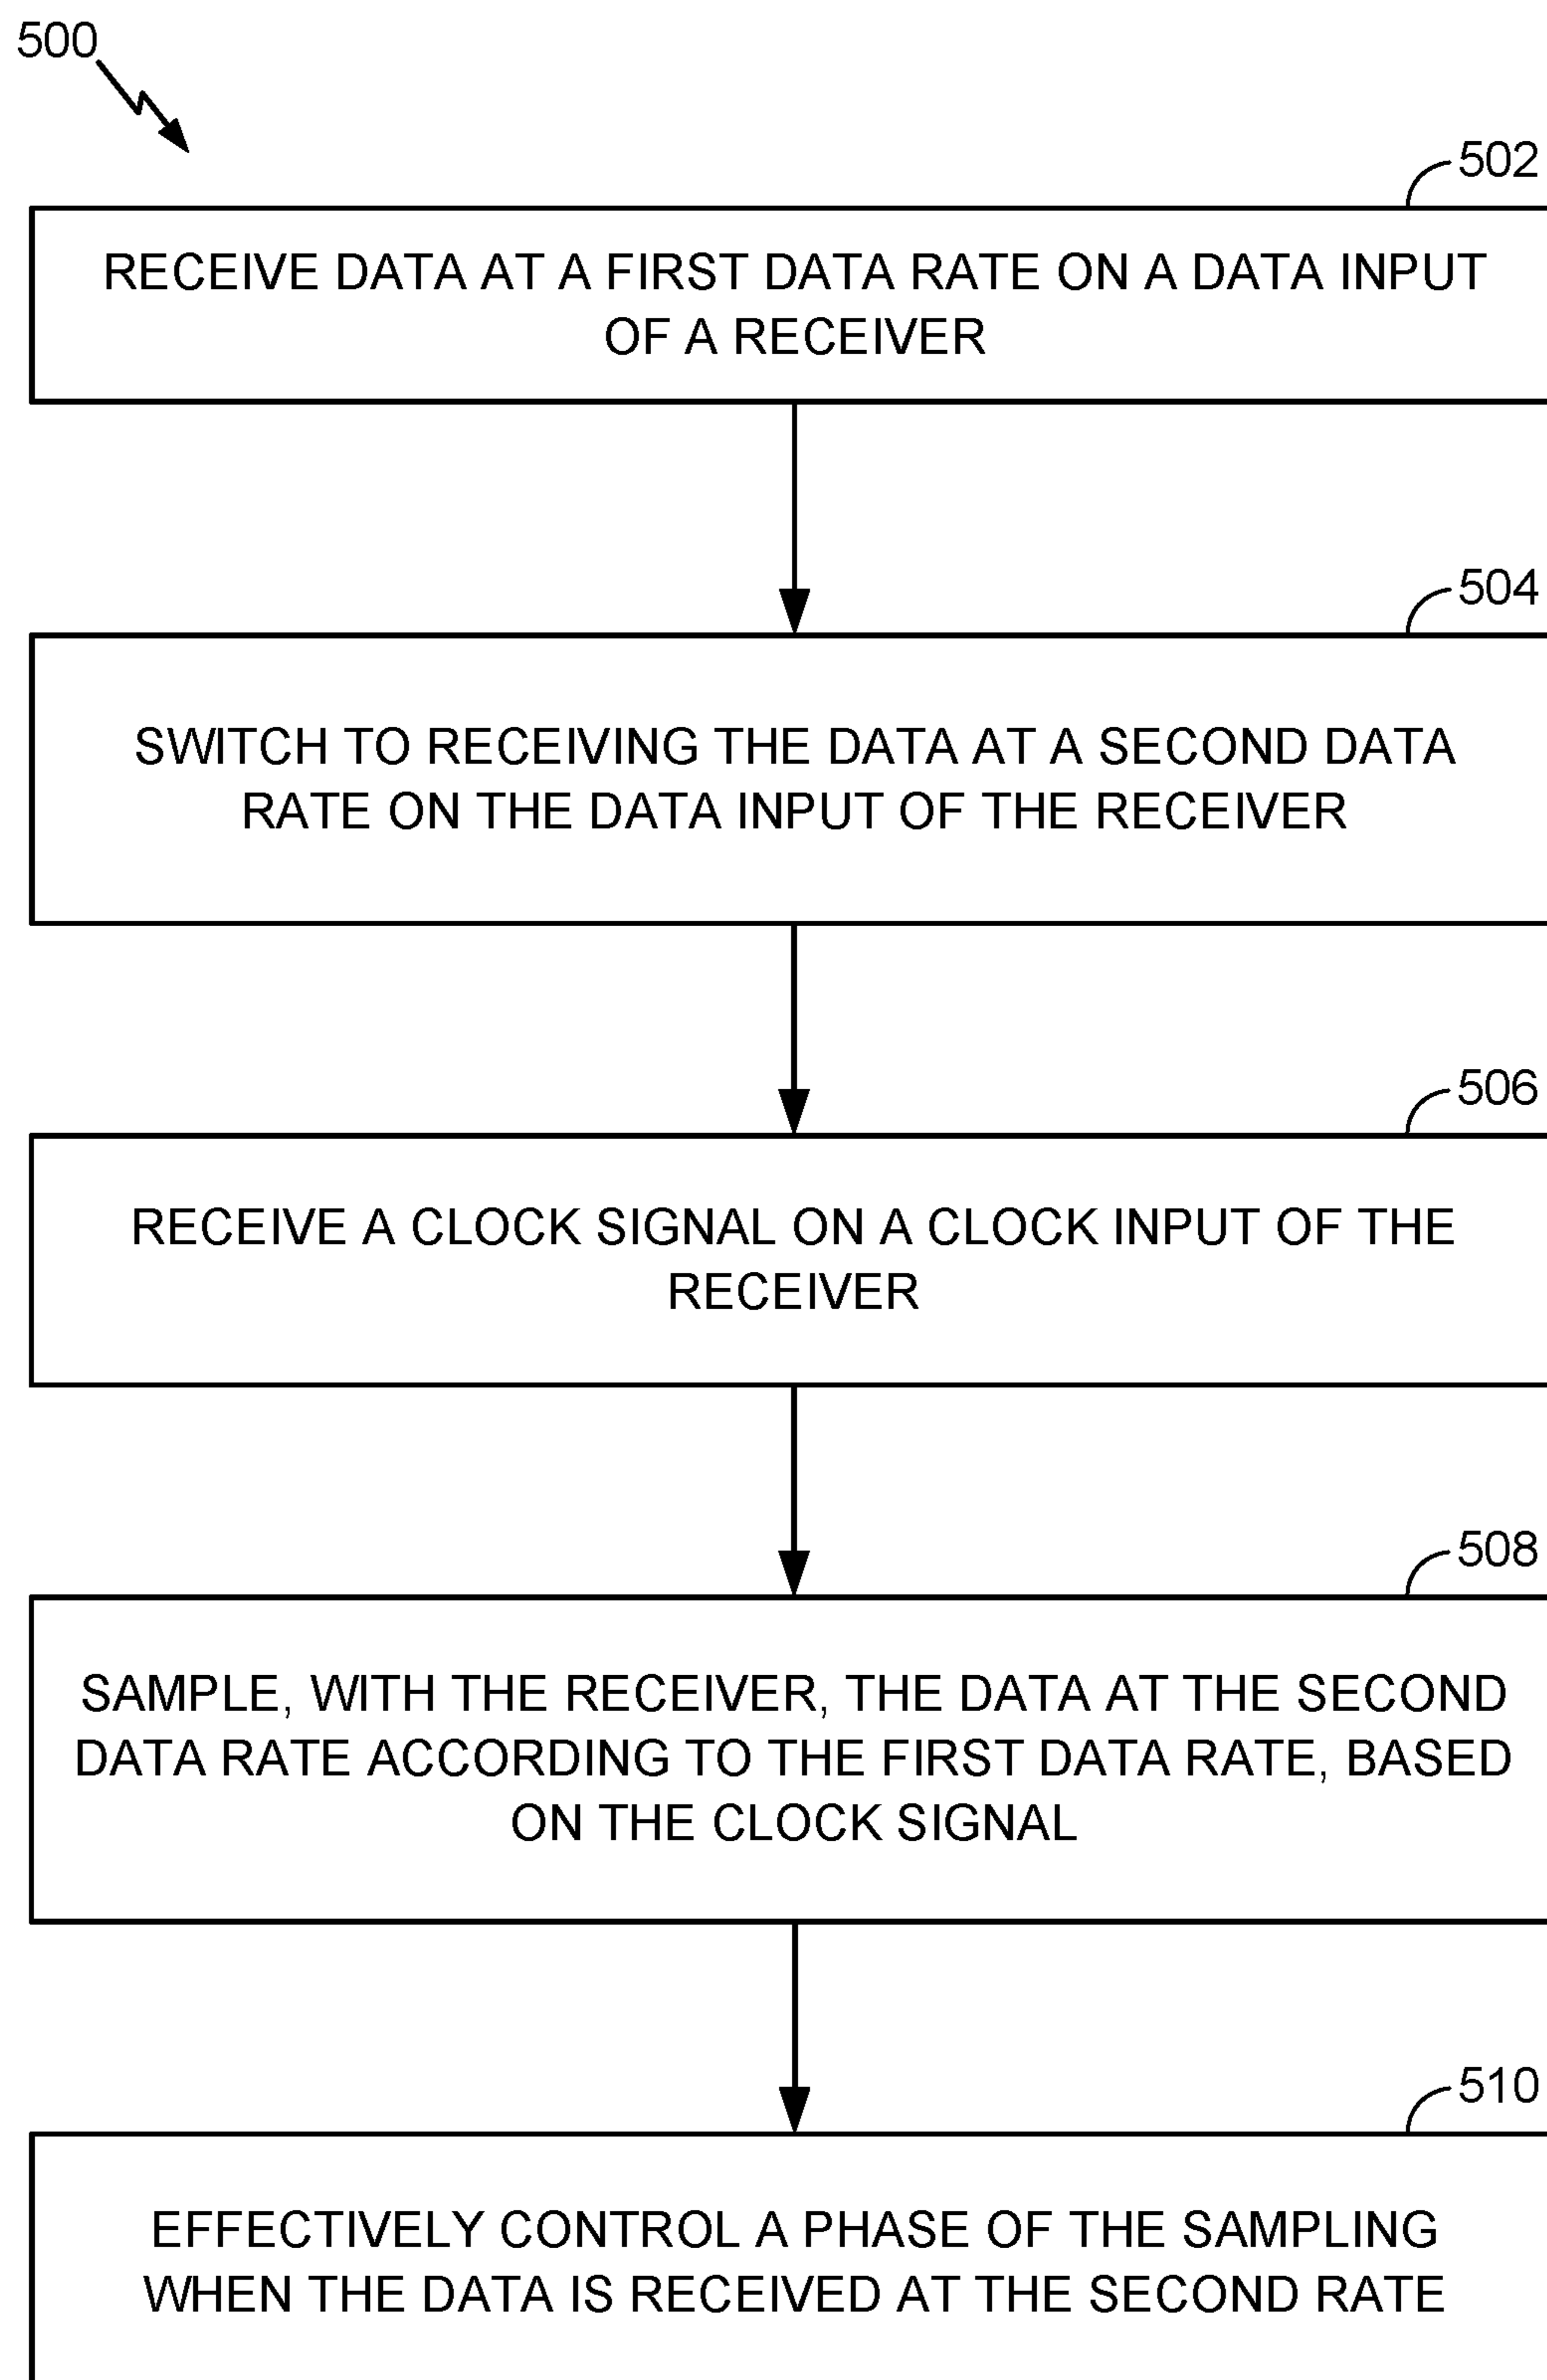 500
502
RECEIVE DATA AT A FIRST DATA RATE ON A DATA INPUT
OF A RECEIVER
504
SWITCH TO RECEIVING THE DATA AT A SECOND DATA
RATE ON THE DATA INPUT OF THE RECEIVER
506
RECEIVE A CLOCK SIGNAL ON A CLOCK INPUT OF THE
RECEIVER
508
SAMPLE, WITH THE RECEIVER, THE DATA AT THE SECOND
DATA RATE ACCORDING TO THE FIRST DATA RATE, BASED
ON THE CLOCK SIGNAL
510
EFFECTIVELY CONTROL A PHASE OF THE SAMPLING
WHEN THE DATA IS RECEIVED AT THE SECOND RATE